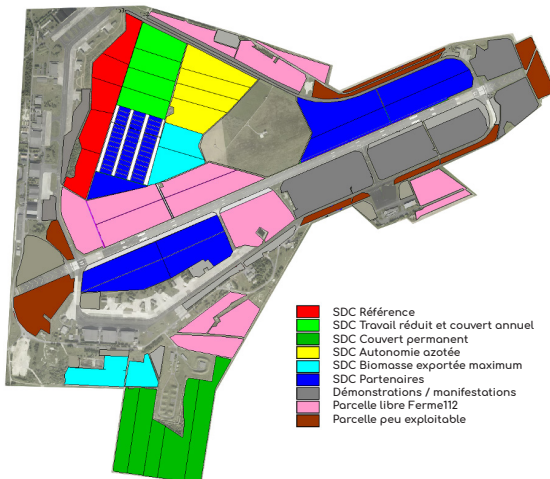 SDC Référence
SDC Travail réduit et couvert annuel
SDC Couvert permanent
SDC Autonomie azotée
SDC Biomasse exportée maximum
SDC Partenaires
Démonstrations / manifestations
Parcelle libre Ferme112
Parcelle peu exploitable